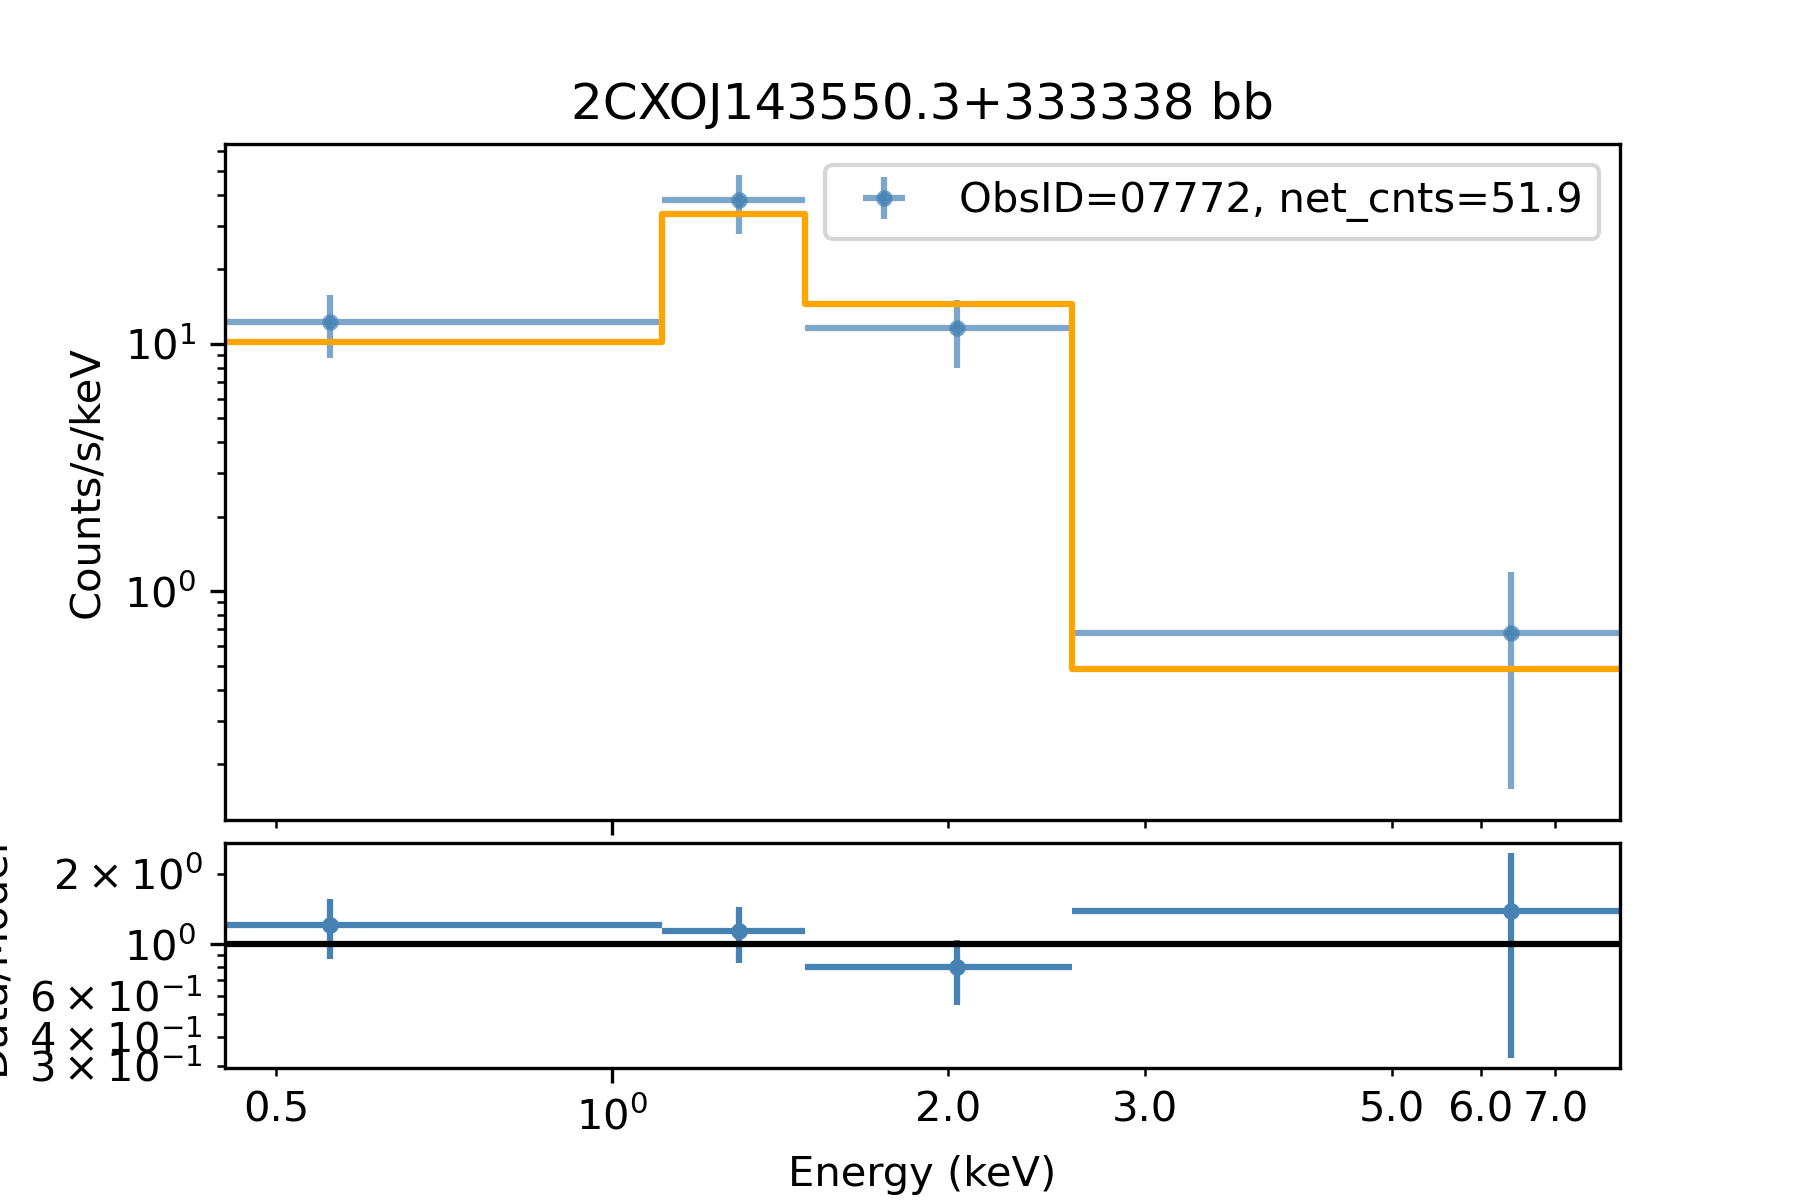 2CXOJ143550.3+333338 bb
ObsID=07772, net_cnts=51.9
Counts/s/keV
10¹
10⁰
2×10⁰
10⁰
6×10⁻¹
4×10⁻¹
3×10⁻¹
0.5 10⁰ 2.0 3.0 5.0 6.0 7.0
Energy (keV)